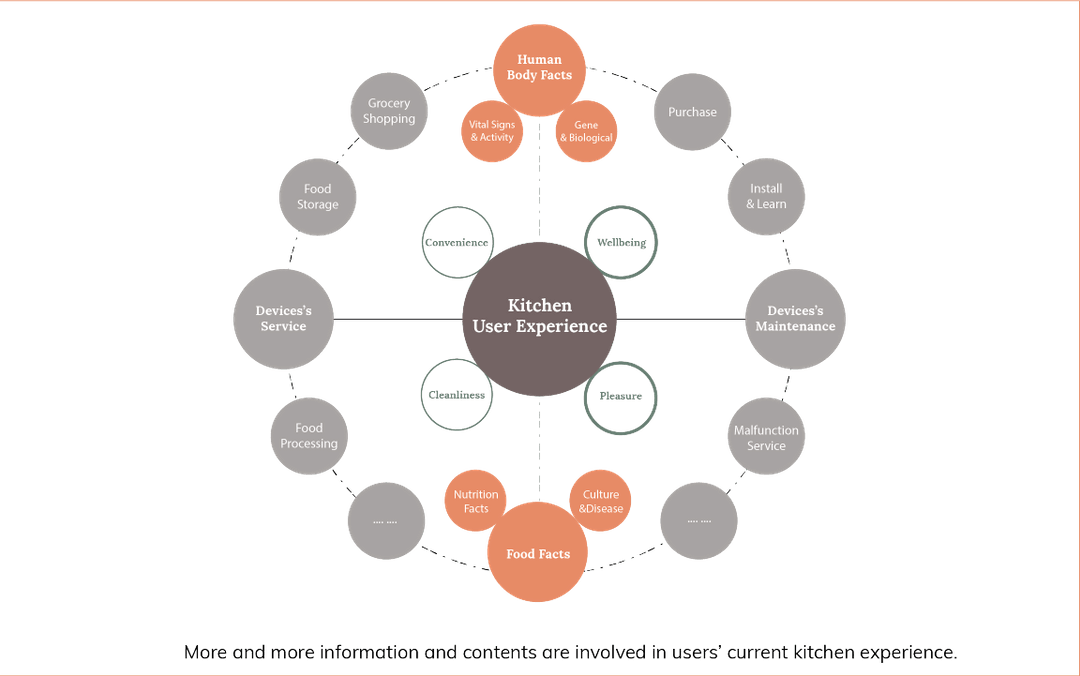 Human
Body Facts
Vital Signs
& Activity
Gene
& Biological
Grocery
Shopping
Purchase
Food
Storage
Install
& Learn
Convenience
Wellbeing
Devices's
Service
Kitchen
User Experience
Devices's
Maintenance
Cleanliness
Pleasure
Food
Processing
Malfunction
Service
Nutrition
Facts
Culture
&Disease
.... ....
.... ....
Food Facts
More and more information and contents are involved in users’ current kitchen experience.